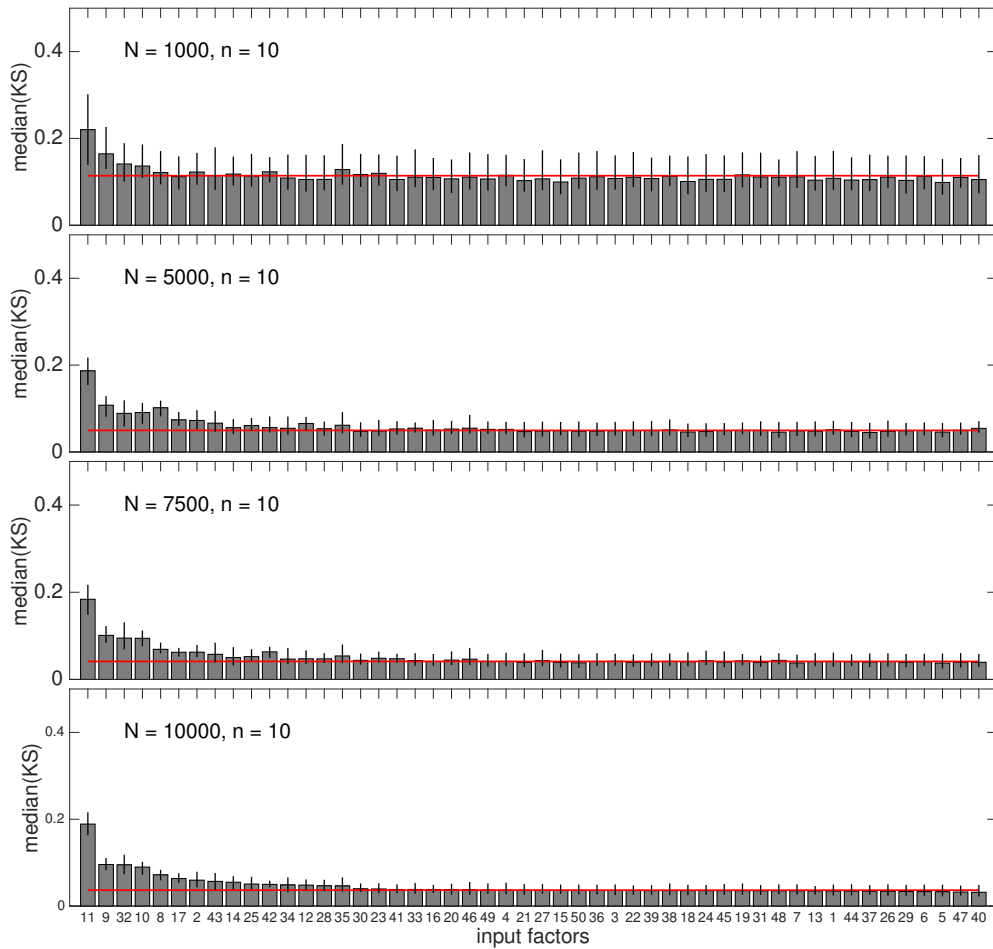 0.4
N = 1000, n = 10
median(KS)
0.2
0
0.4
N = 5000, n = 10
median(KS)
0.2
0
0.4
N = 7500, n = 10
median(KS)
0.2
0
0.4
N = 10000, n = 10
median(KS)
0.2
0
11 9 32 10 8 17 2 43 14 25 42 34 12 28 35 30 23 41 33 16 20 46 49 4 21 27 15 50 36 3 22 39 38 18 24 45 19 31 48 7 13 1 44 37 26 29 6 5 47 40
input factors